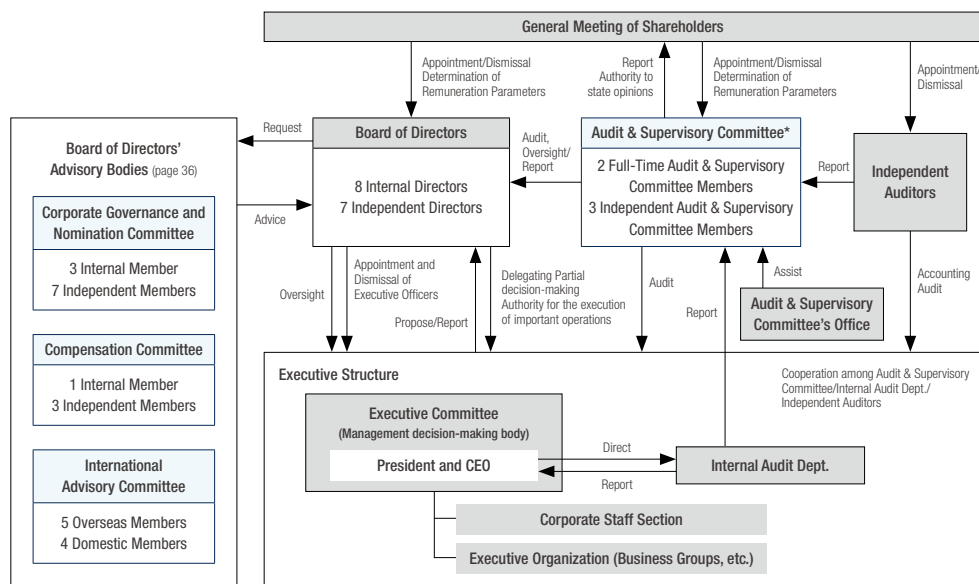 General Meeting of Shareholders
Appointment/Dismissal
Determination of
Remuneration Parameters
Report
Authority to
state opinions
Appointment/Dismissal
Determination of
Remuneration Parameters
Appointment/
Dismissal
Board of Directors’
Advisory Bodies (page 36)
Corporate Governance and
Nomination Committee
3 Internal Member
7 Independent Members
Compensation Committee
1 Internal Member
3 Independent Members
International
Advisory Committee
5 Overseas Members
4 Domestic Members
Request
Advice
Board of Directors
8 Internal Directors
7 Independent Directors
Audit,
Oversight/
Report
Audit & Supervisory Committee*
2 Full-Time Audit & Supervisory
Committee Members
3 Independent Audit & Supervisory
Committee Members
Report
Independent
Auditors
Oversight
Appointment and
Dismissal of
Executive Officers
Propose/Report
Delegating Partial
decision-making
Authority for the execution
of important operations
Audit
Report
Assist
Audit & Supervisory
Committee’s Office
Accounting
Audit
Executive Structure
Cooperation among Audit & Supervisory
Committee/Internal Audit Dept./
Independent Auditors
Executive Committee
(Management decision-making body)
President and CEO
Direct
Report
Internal Audit Dept.
Corporate Staff Section
Executive Organization (Business Groups, etc.)